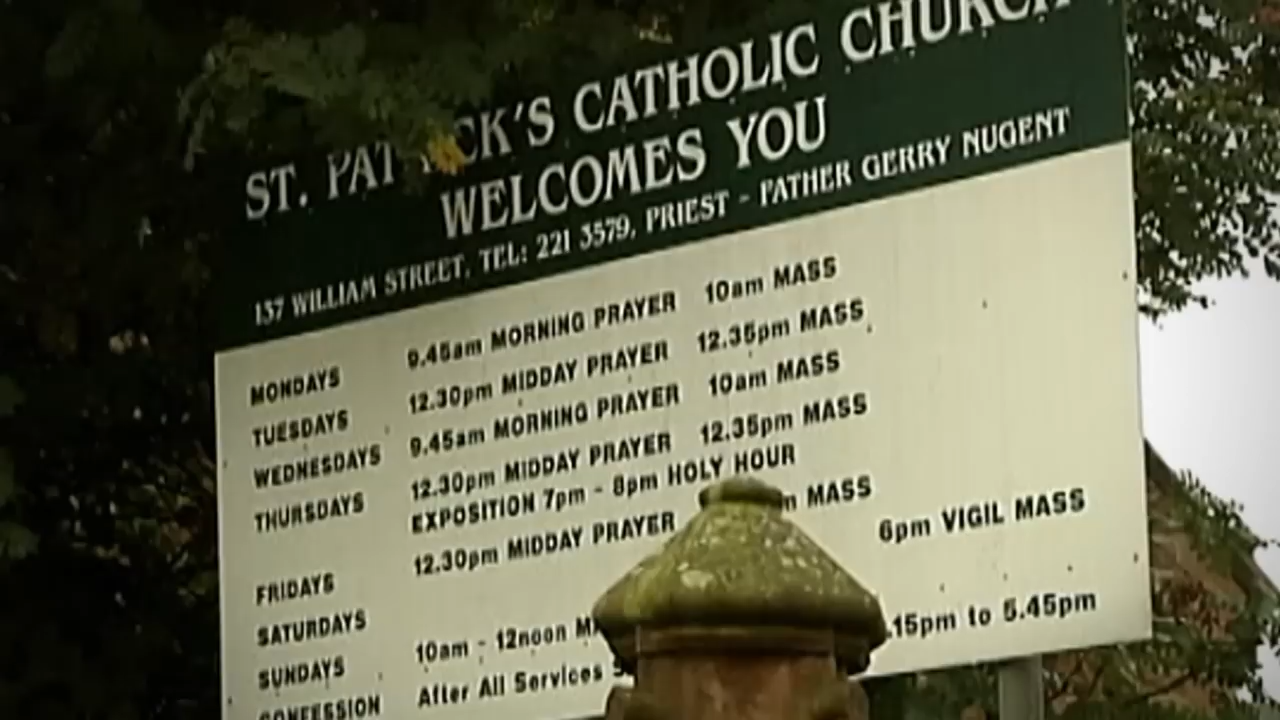 ST. PATRICK'S CATHOLIC CHURCH
WELCOMES YOU
157 WILLIAM STREET, TEL: 221 3579, PRIEST - FATHER GERRY NUGENT
MONDAYS 9.45am MORNING PRAYER 10am MASS
TUESDAYS 12.30pm MIDDAY PRAYER 12.35pm MASS
WEDNESDAYS 9.45am MORNING PRAYER 10am MASS
THURSDAYS 12.30pm MIDDAY PRAYER 12.35pm MASS
EXPOSITION 7pm - 8pm HOLY HOUR
FRIDAYS 12.30pm MIDDAY PRAYER MASS
SATURDAYS 6pm VIGIL MASS
SUNDAYS 10am - 12noon
CONFESSION After All Services .15pm to 5.45pm